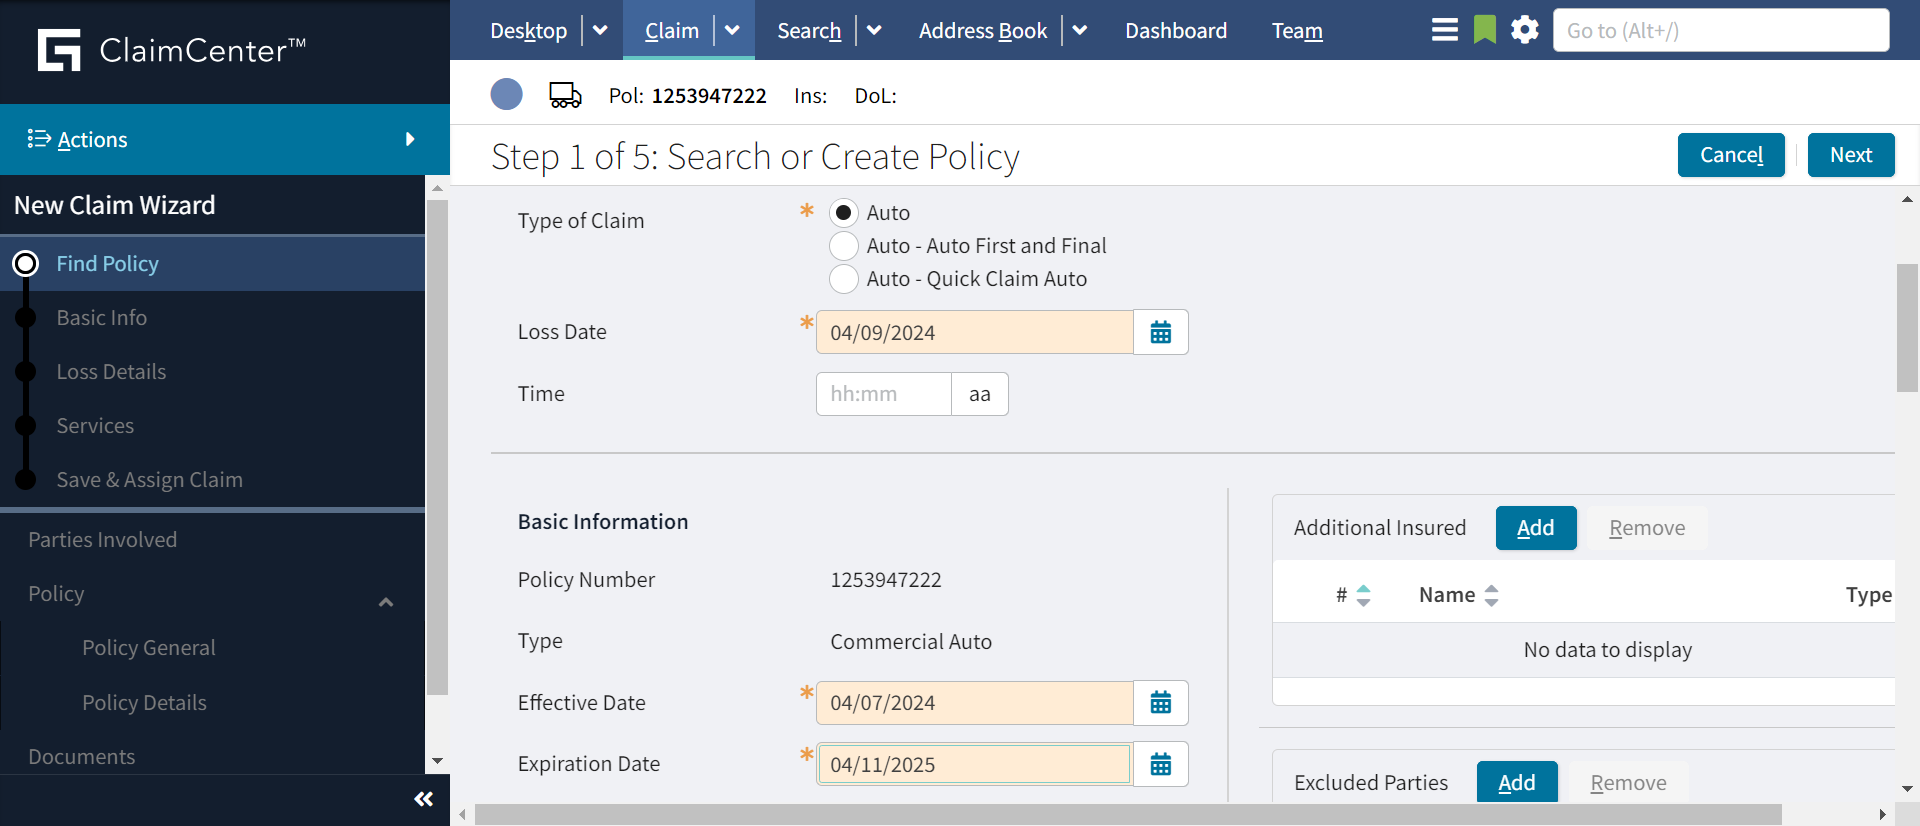 ClaimCenter™
Desktop Claim Search Address Book Dashboard Team Go to (Alt+/)
Pol: 1253947222 Ins: DoL:
Actions
Step 1 of 5: Search or Create Policy Cancel Next
New Claim Wizard
Find Policy
Basic Info
Loss Details
Services
Save & Assign Claim
Parties Involved
Policy
Policy General
Policy Details
Documents
Type of Claim * Auto
Auto - Auto First and Final
Auto - Quick Claim Auto
Loss Date * 04/09/2024
Time hh:mm aa
Basic Information
Policy Number 1253947222
Type Commercial Auto
Effective Date * 04/07/2024
Expiration Date * 04/11/2025
Additional Insured Add Remove
# Name Type
No data to display
Excluded Parties Add Remove